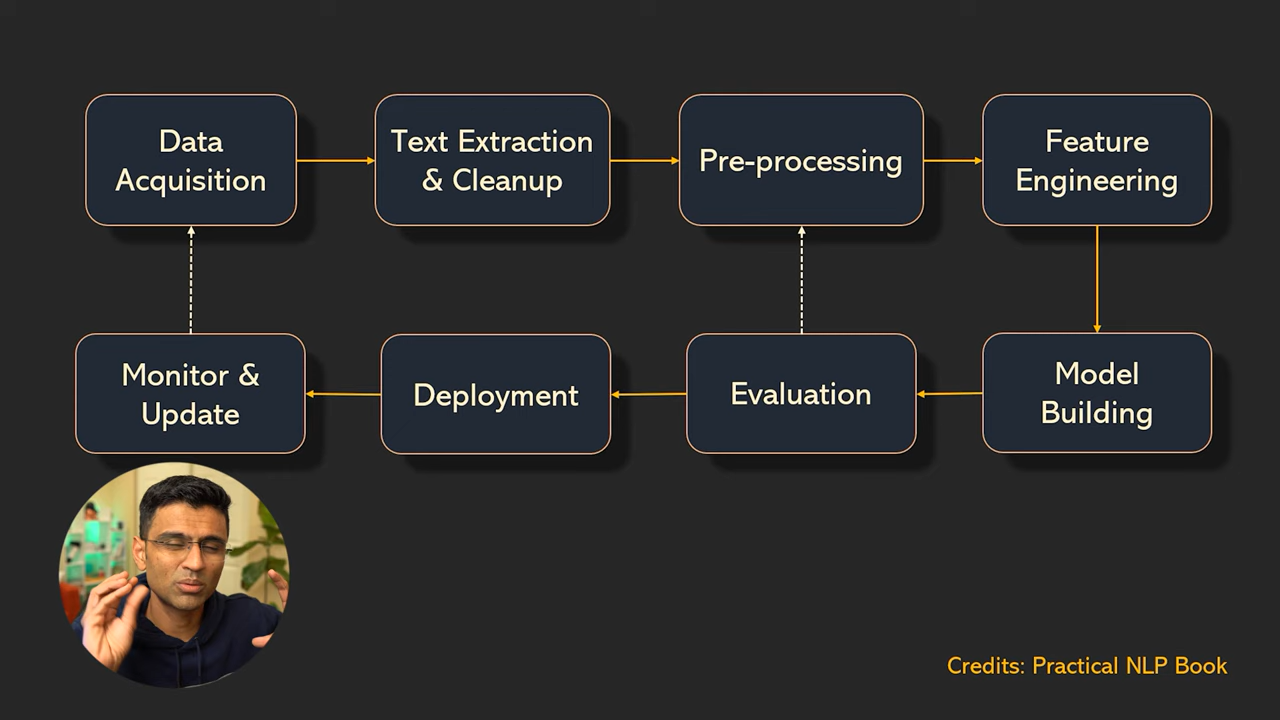 Data
Acquisition
Text Extraction
& Cleanup
Pre-processing
Feature
Engineering
Monitor &
Update
Deployment
Evaluation
Model
Building
Credits: Practical NLP Book